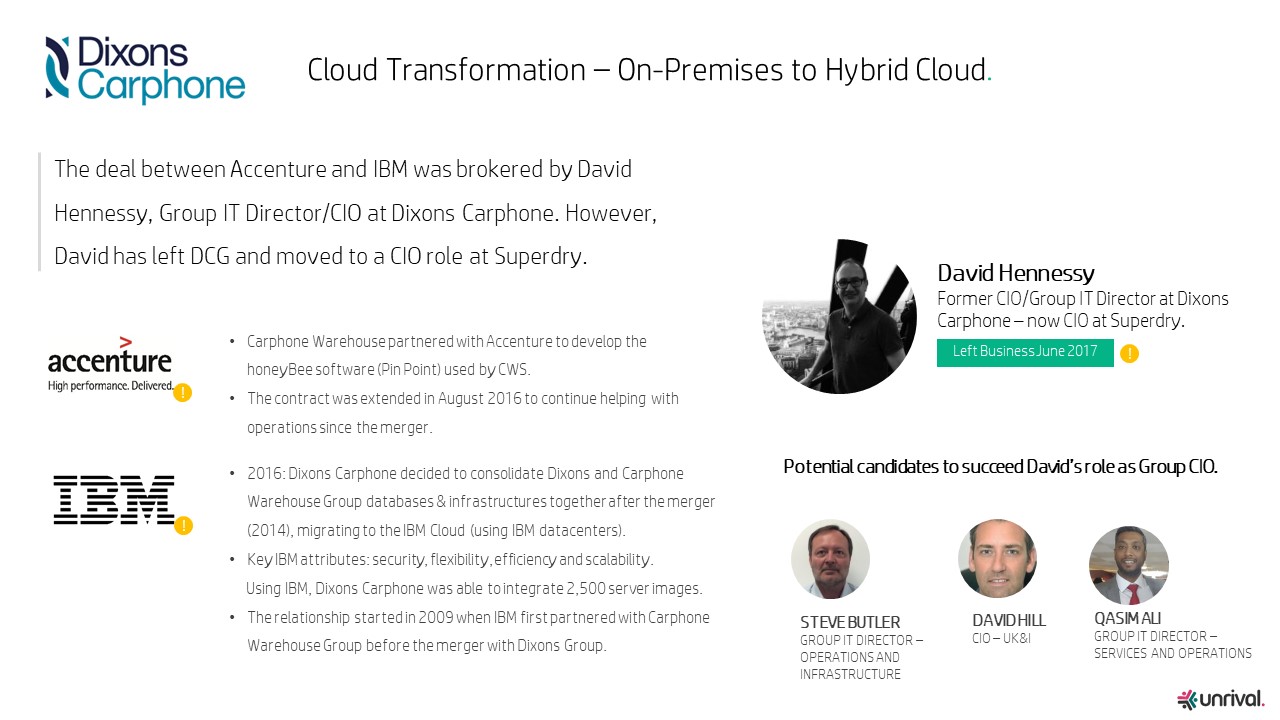 Dixons
Carphone
Cloud Transformation – On-Premises to Hybrid Cloud.
The deal between Accenture and IBM was brokered by David
Hennessy, Group IT Director/CIO at Dixons Carphone. However,
David has left DCG and moved to a CIO role at Superdry.
David Hennessy
Former CIO/Group IT Director at Dixons
Carphone – now CIO at Superdry.
Left Business June 2017
!
accenture
High performance. Delivered.
!
• Carphone Warehouse partnered with Accenture to develop the
honeyBee software (Pin Point) used by CWS.
• The contract was extended in August 2016 to continue helping with
operations since the merger.
IBM
!
• 2016: Dixons Carphone decided to consolidate Dixons and Carphone
Warehouse Group databases & infrastructures together after the merger
(2014), migrating to the IBM Cloud (using IBM datacenters).
• Key IBM attributes: security, flexibility, efficiency and scalability.
Using IBM, Dixons Carphone was able to integrate 2,500 server images.
• The relationship started in 2009 when IBM first partnered with Carphone
Warehouse Group before the merger with Dixons Group.
Potential candidates to succeed David's role as Group CIO.
STEVE BUTLER
GROUP IT DIRECTOR –
OPERATIONS AND
INFRASTRUCTURE
DAVID HILL
CIO – UK&I
QASIM ALI
GROUP IT DIRECTOR –
SERVICES AND OPERATIONS
unrival.